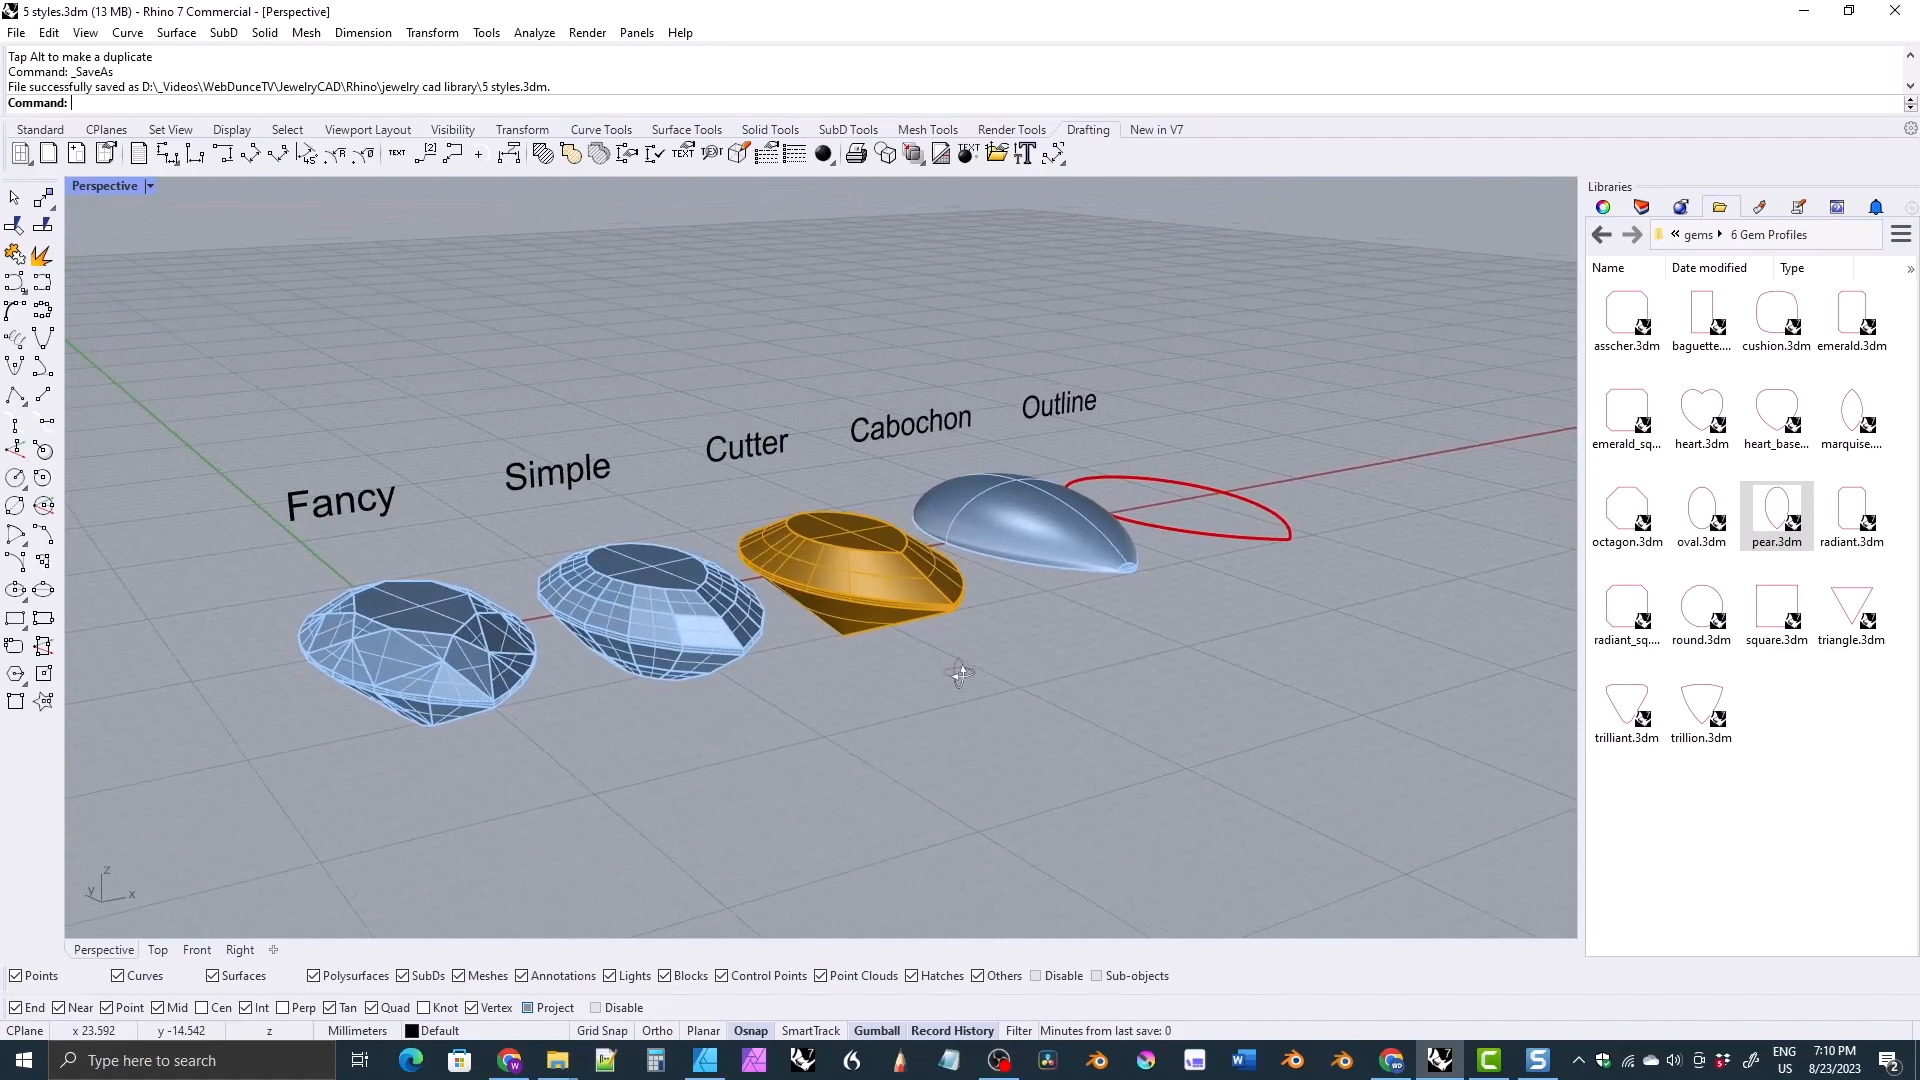 5 styles.3dm (13 MB) - Rhino 7 Commercial - [Perspective]
File Edit View Curve Surface SubD Solid Mesh Dimension Transform Tools Analyze Render Panels Help
Tap Alt to make a duplicate
Command: _SaveAs
File successfully saved as D:\_Videos\WebDunceTV\JewelryCAD\Rhino\jewelry cad library\5 styles.3dm.
Command:
Standard CPlanes Set View Display Select Viewport Layout Visibility Transform Curve Tools Surface Tools Solid Tools SubD Tools Mesh Tools Render Tools Drafting New in V7
Perspective
Libraries
« gems 6 Gem Profiles
Name Date modified Type »
asscher.3dm baguette.... cushion.3dm emerald.3dm
emerald_sq... heart.3dm heart_base... marquise....
octagon.3dm oval.3dm pear.3dm radiant.3dm
radiant_sq.... round.3dm square.3dm triangle.3dm
trilliant.3dm trillion.3dm
Fancy
Simple
Cutter
Cabochon
Outline
z
y x
Perspective Top Front Right
Points Curves Surfaces Polysurfaces SubDs Meshes Annotations Lights Blocks Control Points Point Clouds Hatches Others Disable Sub-objects
End Near Point Mid Cen Int Perp Tan Quad Knot Vertex Project Disable
CPlane x 23.592 y -14.542 z Millimeters Default Grid Snap Ortho Planar Osnap SmartTrack Gumball Record History Filter Minutes from last save: 0
Type here to search
ENG
US
7:10 PM
8/23/2023
2